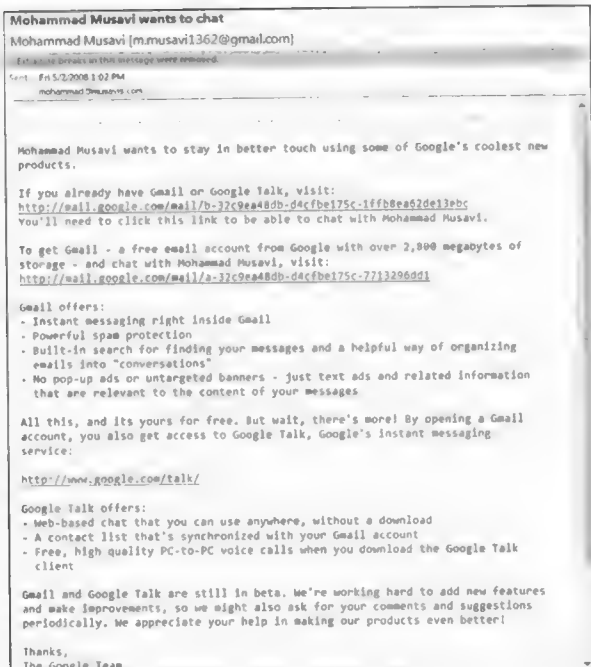 Mohammad Musavi wants to chat
Mohammad Musavi [m.musavi1362@gmail.com]
Extra line breaks in this message were removed.
Sent: Fri 5/2/2008 1:02 PM
Mohammad Musavi wants to stay in better touch using some of Google's coolest new
products.
If you already have Gmail or Google Talk, visit:
http://mail.google.com/mail/b-32c9ea48db-d4cfbe175c-1ffb8ea62de13ebc
You'll need to click this link to be able to chat with Mohammad Musavi.
To get Gmail - a free email account from Google with over 2,800 megabytes of
storage - and chat with Mohammad Musavi, visit:
http://mail.google.com/mail/a-32c9ea48db-d4cfbe175c-7713296dd1
Gmail offers:
- Instant messaging right inside Gmail
- Powerful spam protection
- Built-in search for finding your messages and a helpful way of organizing
emails into "conversations"
- No pop-up ads or untargeted banners - just text ads and related information
that are relevant to the content of your messages
All this, and its yours for free. But wait, there's more! By opening a Gmail
account, you also get access to Google Talk, Google's instant messaging
service:
http://www.google.com/talk/
Google Talk offers:
- Web-based chat that you can use anywhere, without a download
- A contact list that's synchronized with your Gmail account
- Free, high quality PC-to-PC voice calls when you download the Google Talk
client
Gmail and Google Talk are still in beta. We're working hard to add new features
and make improvements, so we might also ask for your comments and suggestions
periodically. We appreciate your help in making our products even better!
Thanks,
The Google Team